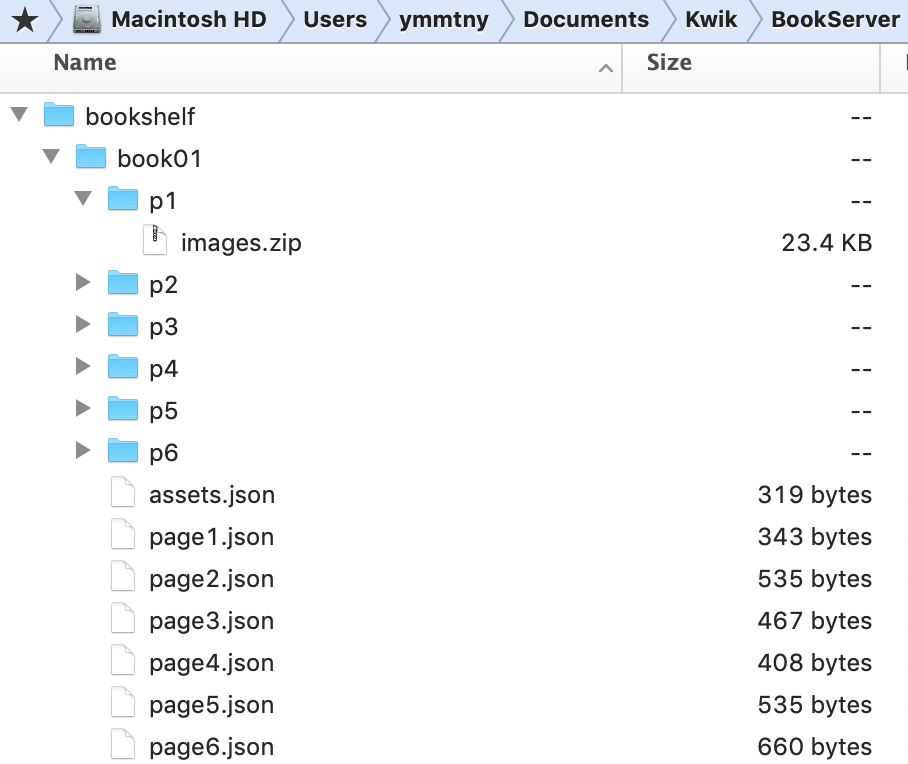 Macintosh HD Users ymmtny Documents Kwik BookServer
Name Size
bookshelf --
book01 --
p1 --
images.zip 23.4 KB
p2 --
p3 --
p4 --
p5 --
p6 --
assets.json 319 bytes
page1.json 343 bytes
page2.json 535 bytes
page3.json 467 bytes
page4.json 408 bytes
page5.json 535 bytes
page6.json 660 bytes